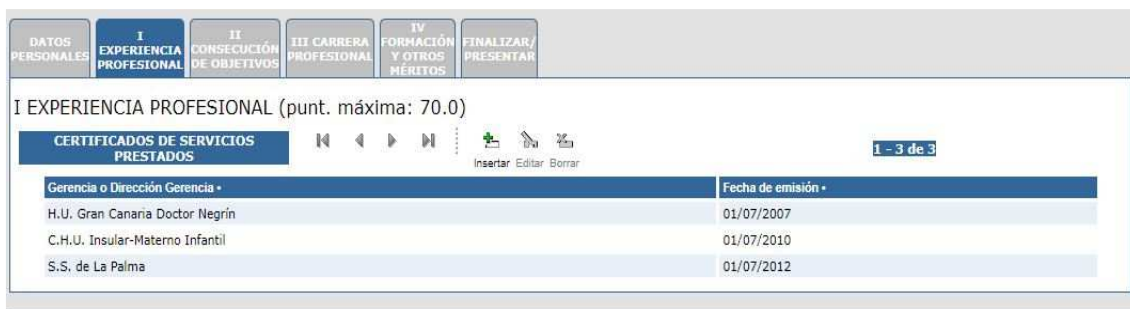 DATOS
PERSONALES
I
EXPERIENCIA
PROFESIONAL
II
CONSECUCIÓN
DE OBJETIVOS
III CARRERA
PROFESIONAL
IV
FORMACIÓN
Y OTROS
MÉRITOS
FINALIZAR/
PRESENTAR
I EXPERIENCIA PROFESIONAL (punt. máxima: 70.0)
CERTIFICADOS DE SERVICIOS
PRESTADOS
Insertar Editar Borrar
1 - 3 de 3
Gerencia o Dirección Gerencia • Fecha de emisión •
H.U. Gran Canaria Doctor Negrín 01/07/2007
C.H.U. Insular-Materno Infantil 01/07/2010
S.S. de La Palma 01/07/2012